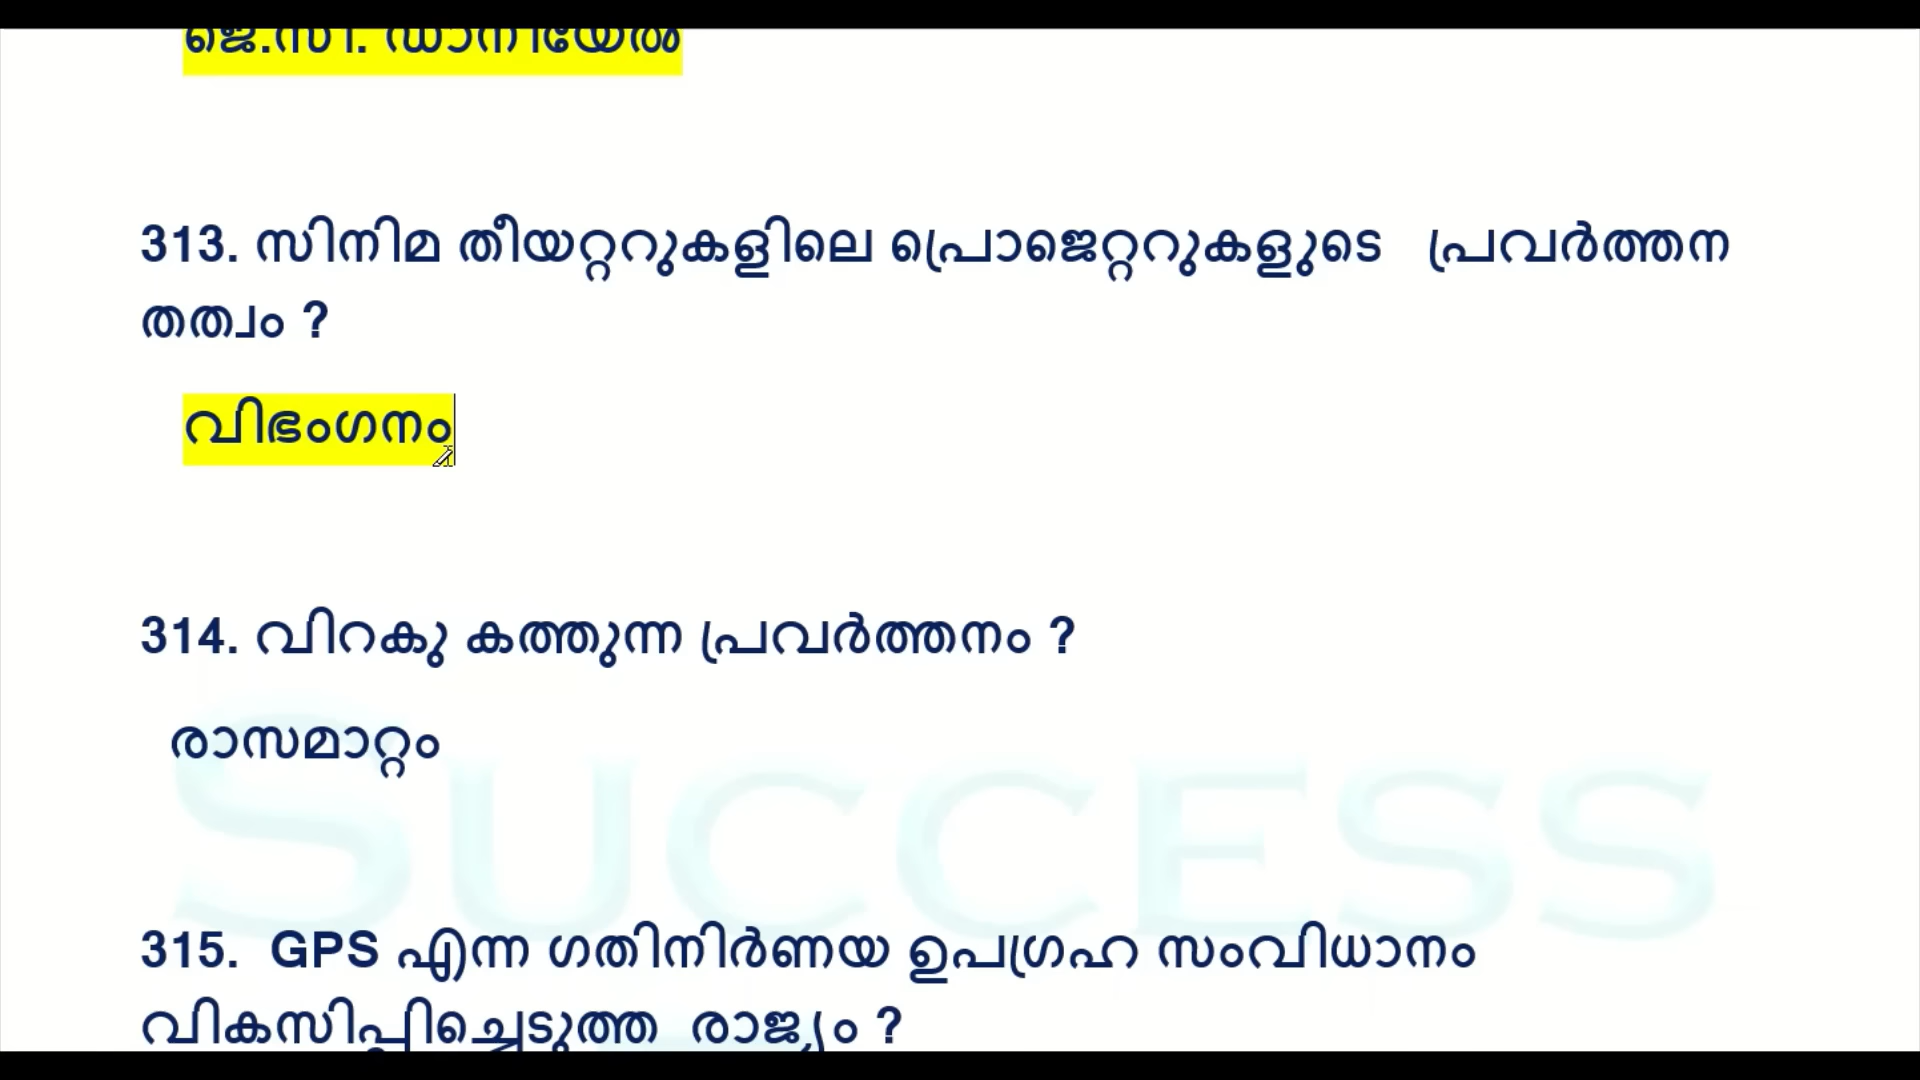 ജെ.സി. ഡാനിയേൽ
313. സിനിമ തീയറ്ററുകളിലെ പ്രൊജെറ്ററുകളുടെ പ്രവർത്തന
തത്വം ?
വിഭംഗനം
314. വിറകു കത്തുന്ന പ്രവർത്തനം ?
രാസമാറ്റം
SUCCESS
315. GPS എന്ന ഗതിനിർണയ ഉപഗ്രഹ സംവിധാനം
വികസിപ്പിച്ചെടുത്ത രാജ്യം ?